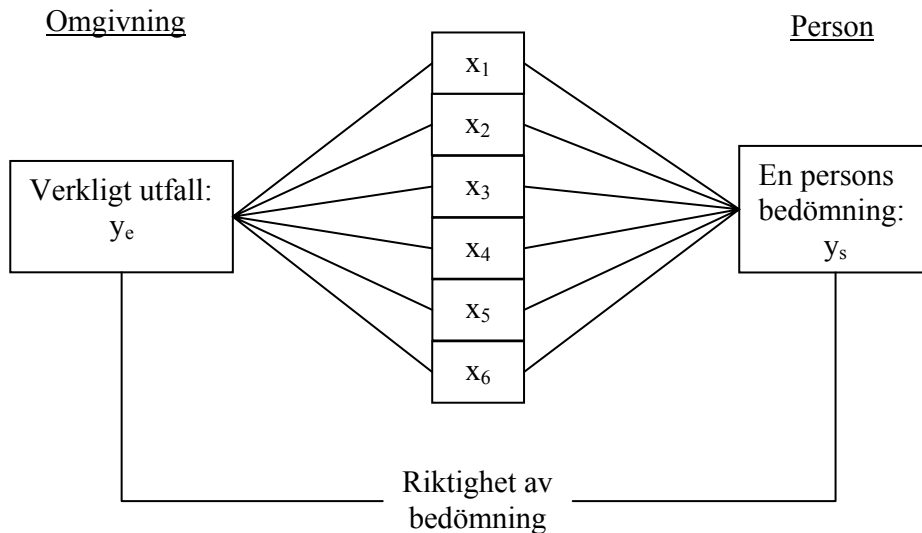 Omgivning
Person
x₁
x₂
x₃
x₄
x₅
x₆
Verkligt utfall:
yₑ
En persons
bedömning:
yₛ
Riktighet av
bedömning